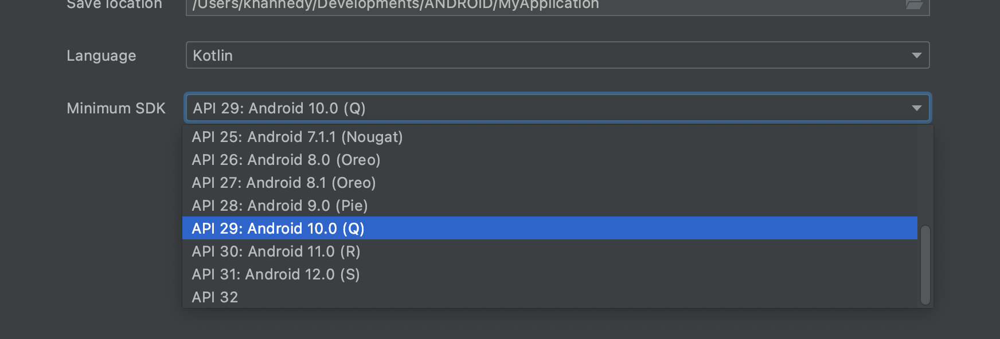 Save location /Users/khannedy/Developments/ANDROID/MyApplication
Language Kotlin
Minimum SDK API 29: Android 10.0 (Q)
API 25: Android 7.1.1 (Nougat)
API 26: Android 8.0 (Oreo)
API 27: Android 8.1 (Oreo)
API 28: Android 9.0 (Pie)
API 29: Android 10.0 (Q)
API 30: Android 11.0 (R)
API 31: Android 12.0 (S)
API 32